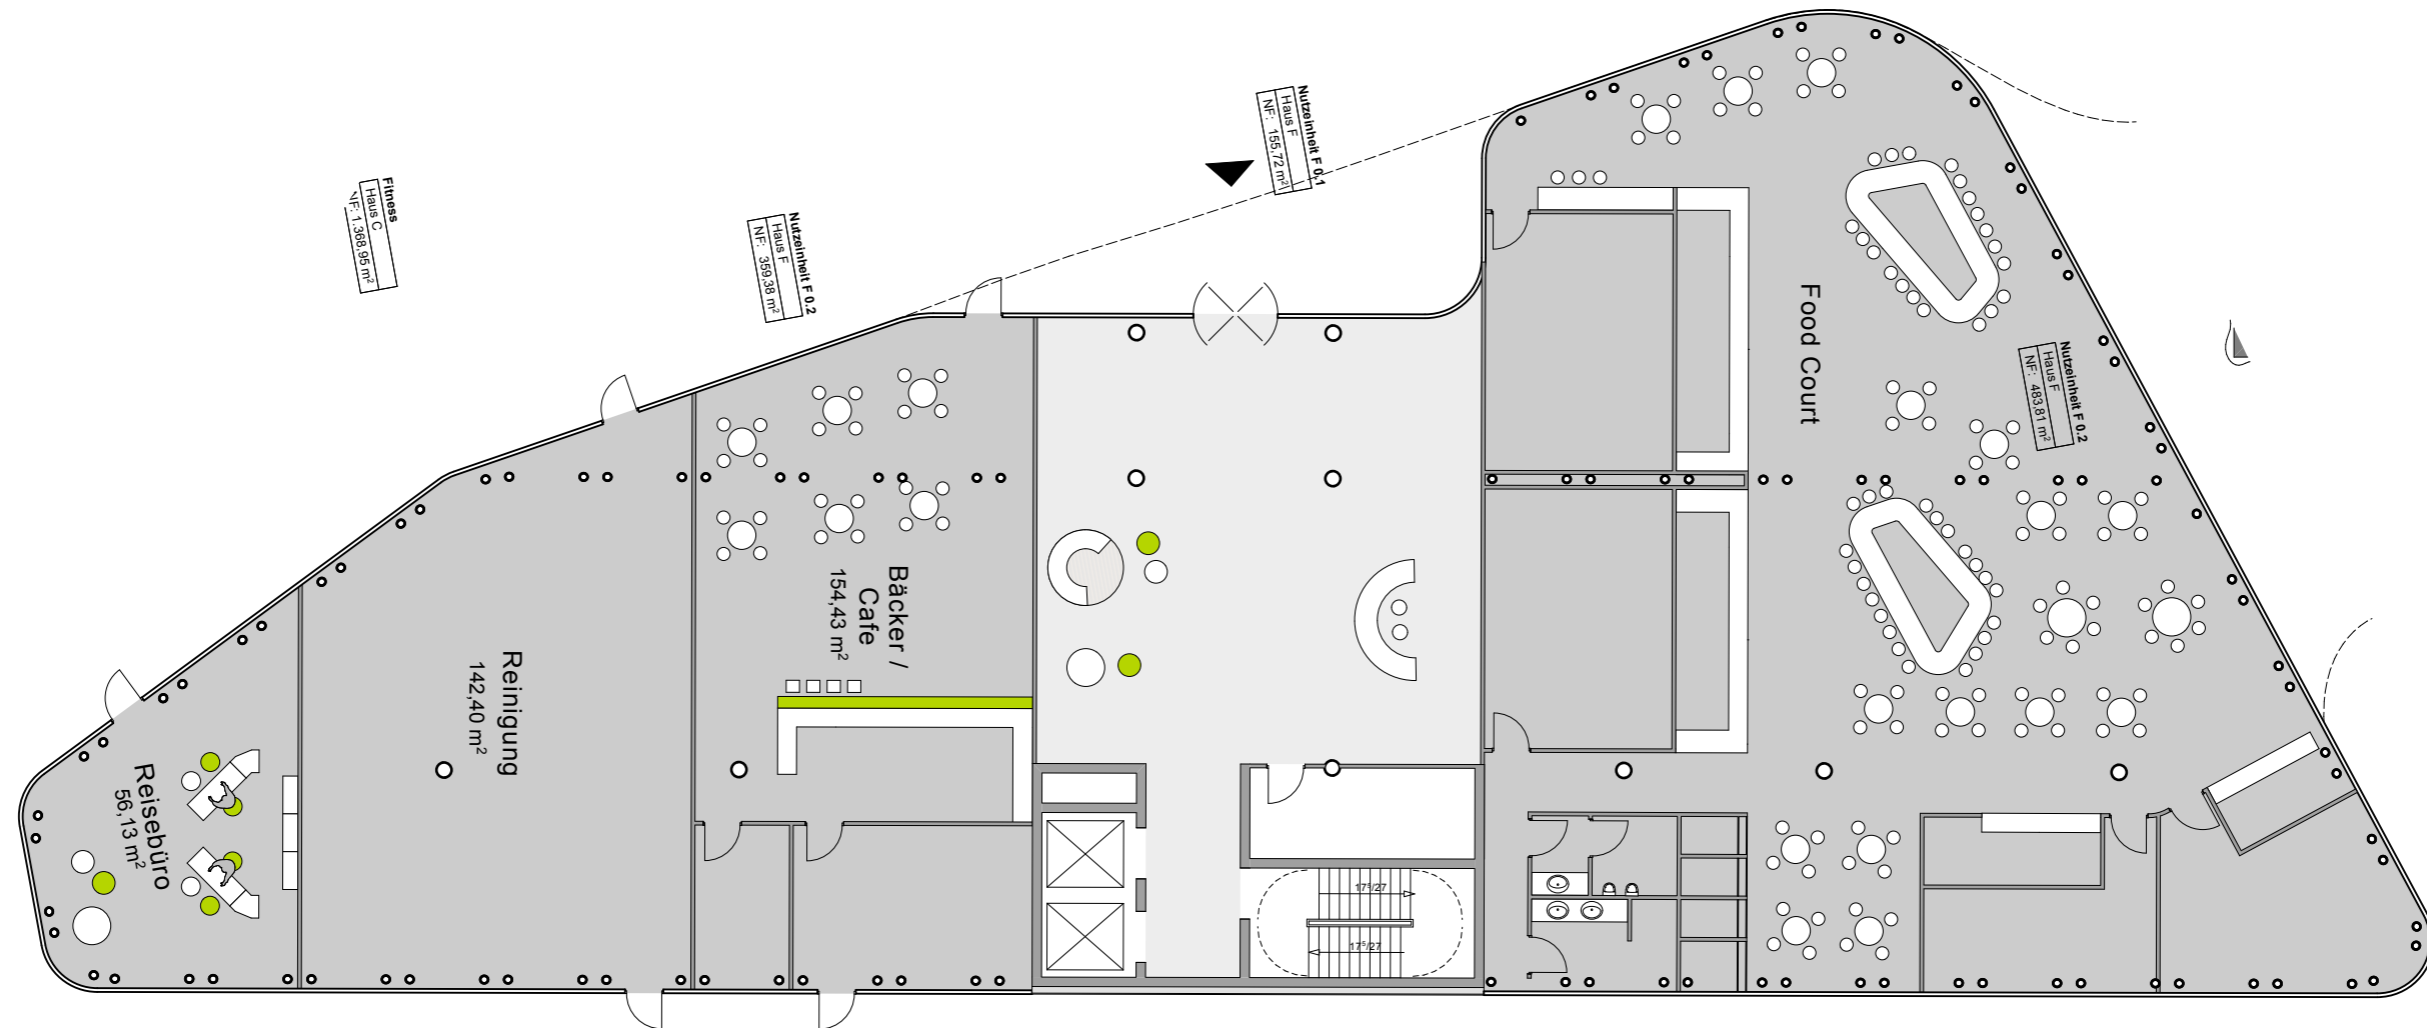 Fitness
Haus C
NF: 1.368,95 m²
Nutzeinheit F 0.2
Haus F
NF: 359,38 m²
Nutzeinheit F 0.1
Haus F
NF: 155,72 m²
Food Court
Nutzeinheit F 0.2
Haus F
NF: 483,81 m²
Bäcker /
Cafe
154,43 m²
Reinigung
142,40 m²
Reisebüro
56,13 m²
17⁵/27
17⁵/27